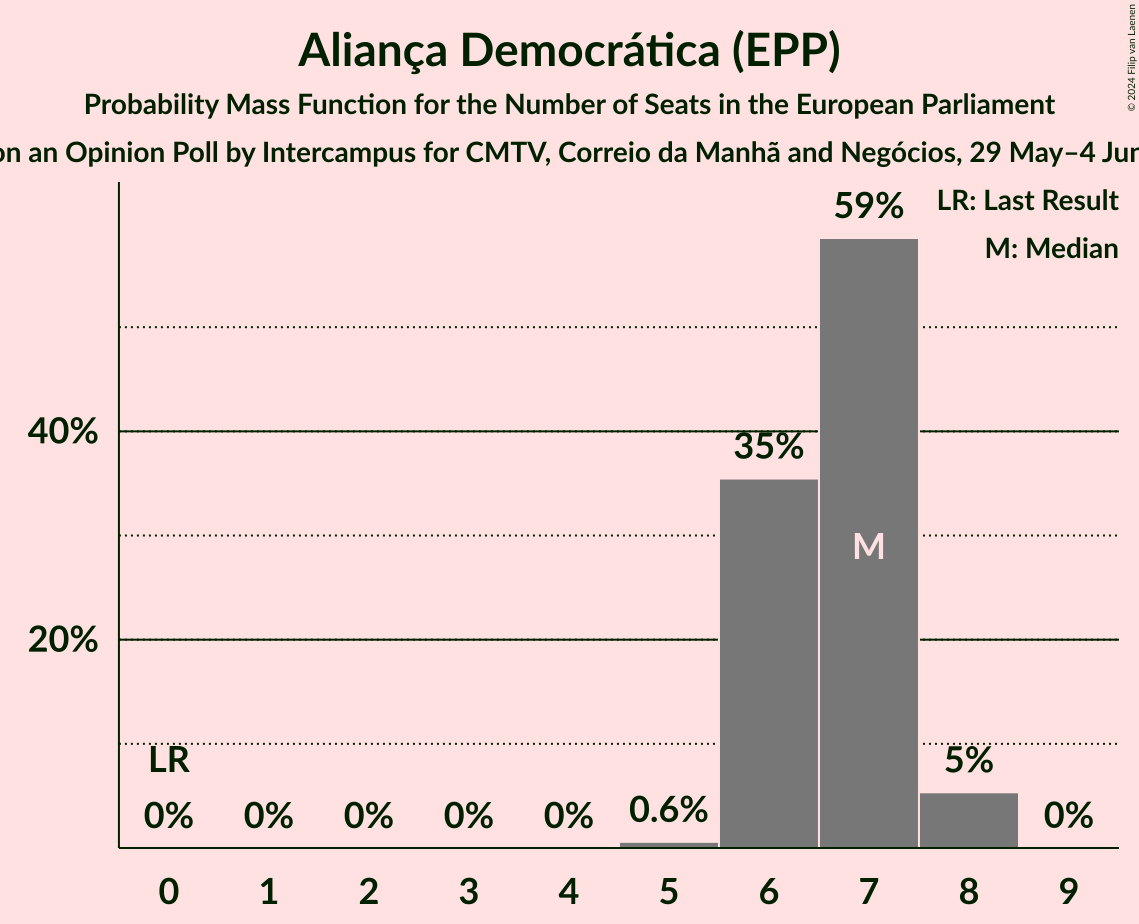 Aliança Democrática (EPP)
Probability Mass Function for the Number of Seats in the European Parliament
on an Opinion Poll by Intercampus for CMTV, Correio da Manhã and Negócios, 29 May–4 Jun
© 2024 Filip van Laenen
LR: Last Result
M: Median
59%
40%
35%
M
20%
LR
5%
0% 0% 0% 0% 0% 0.6% 0%
0 1 2 3 4 5 6 7 8 9